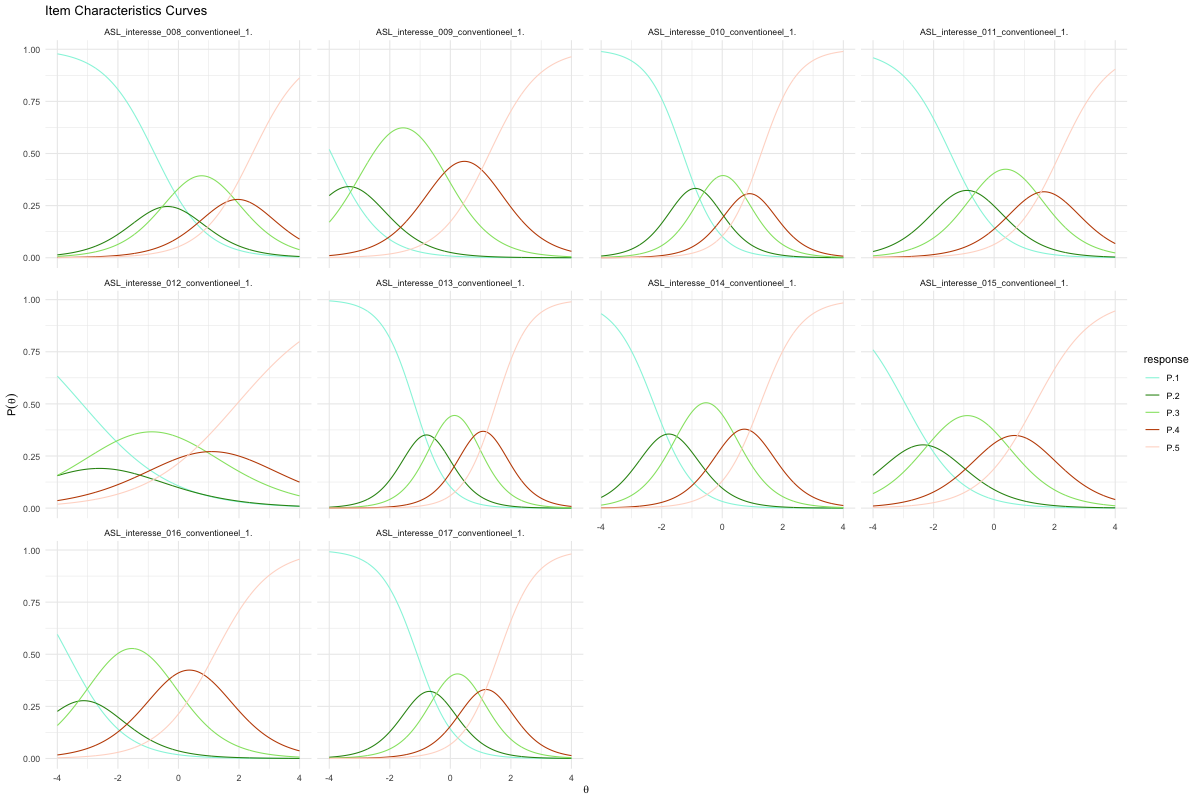 Item Characteristics Curves
ASL_interesse_008_conventioneel_1.
ASL_interesse_009_conventioneel_1.
ASL_interesse_010_conventioneel_1.
ASL_interesse_011_conventioneel_1.
1.00
0.75
0.50
0.25
0.00
ASL_interesse_012_conventioneel_1.
ASL_interesse_013_conventioneel_1.
ASL_interesse_014_conventioneel_1.
ASL_interesse_015_conventioneel_1.
1.00
0.75
0.50
0.25
0.00
-4 -2 0 2 4
-4 -2 0 2 4
ASL_interesse_016_conventioneel_1.
ASL_interesse_017_conventioneel_1.
1.00
0.75
0.50
0.25
0.00
-4 -2 0 2 4
-4 -2 0 2 4
P(θ)
θ
response
P.1
P.2
P.3
P.4
P.5